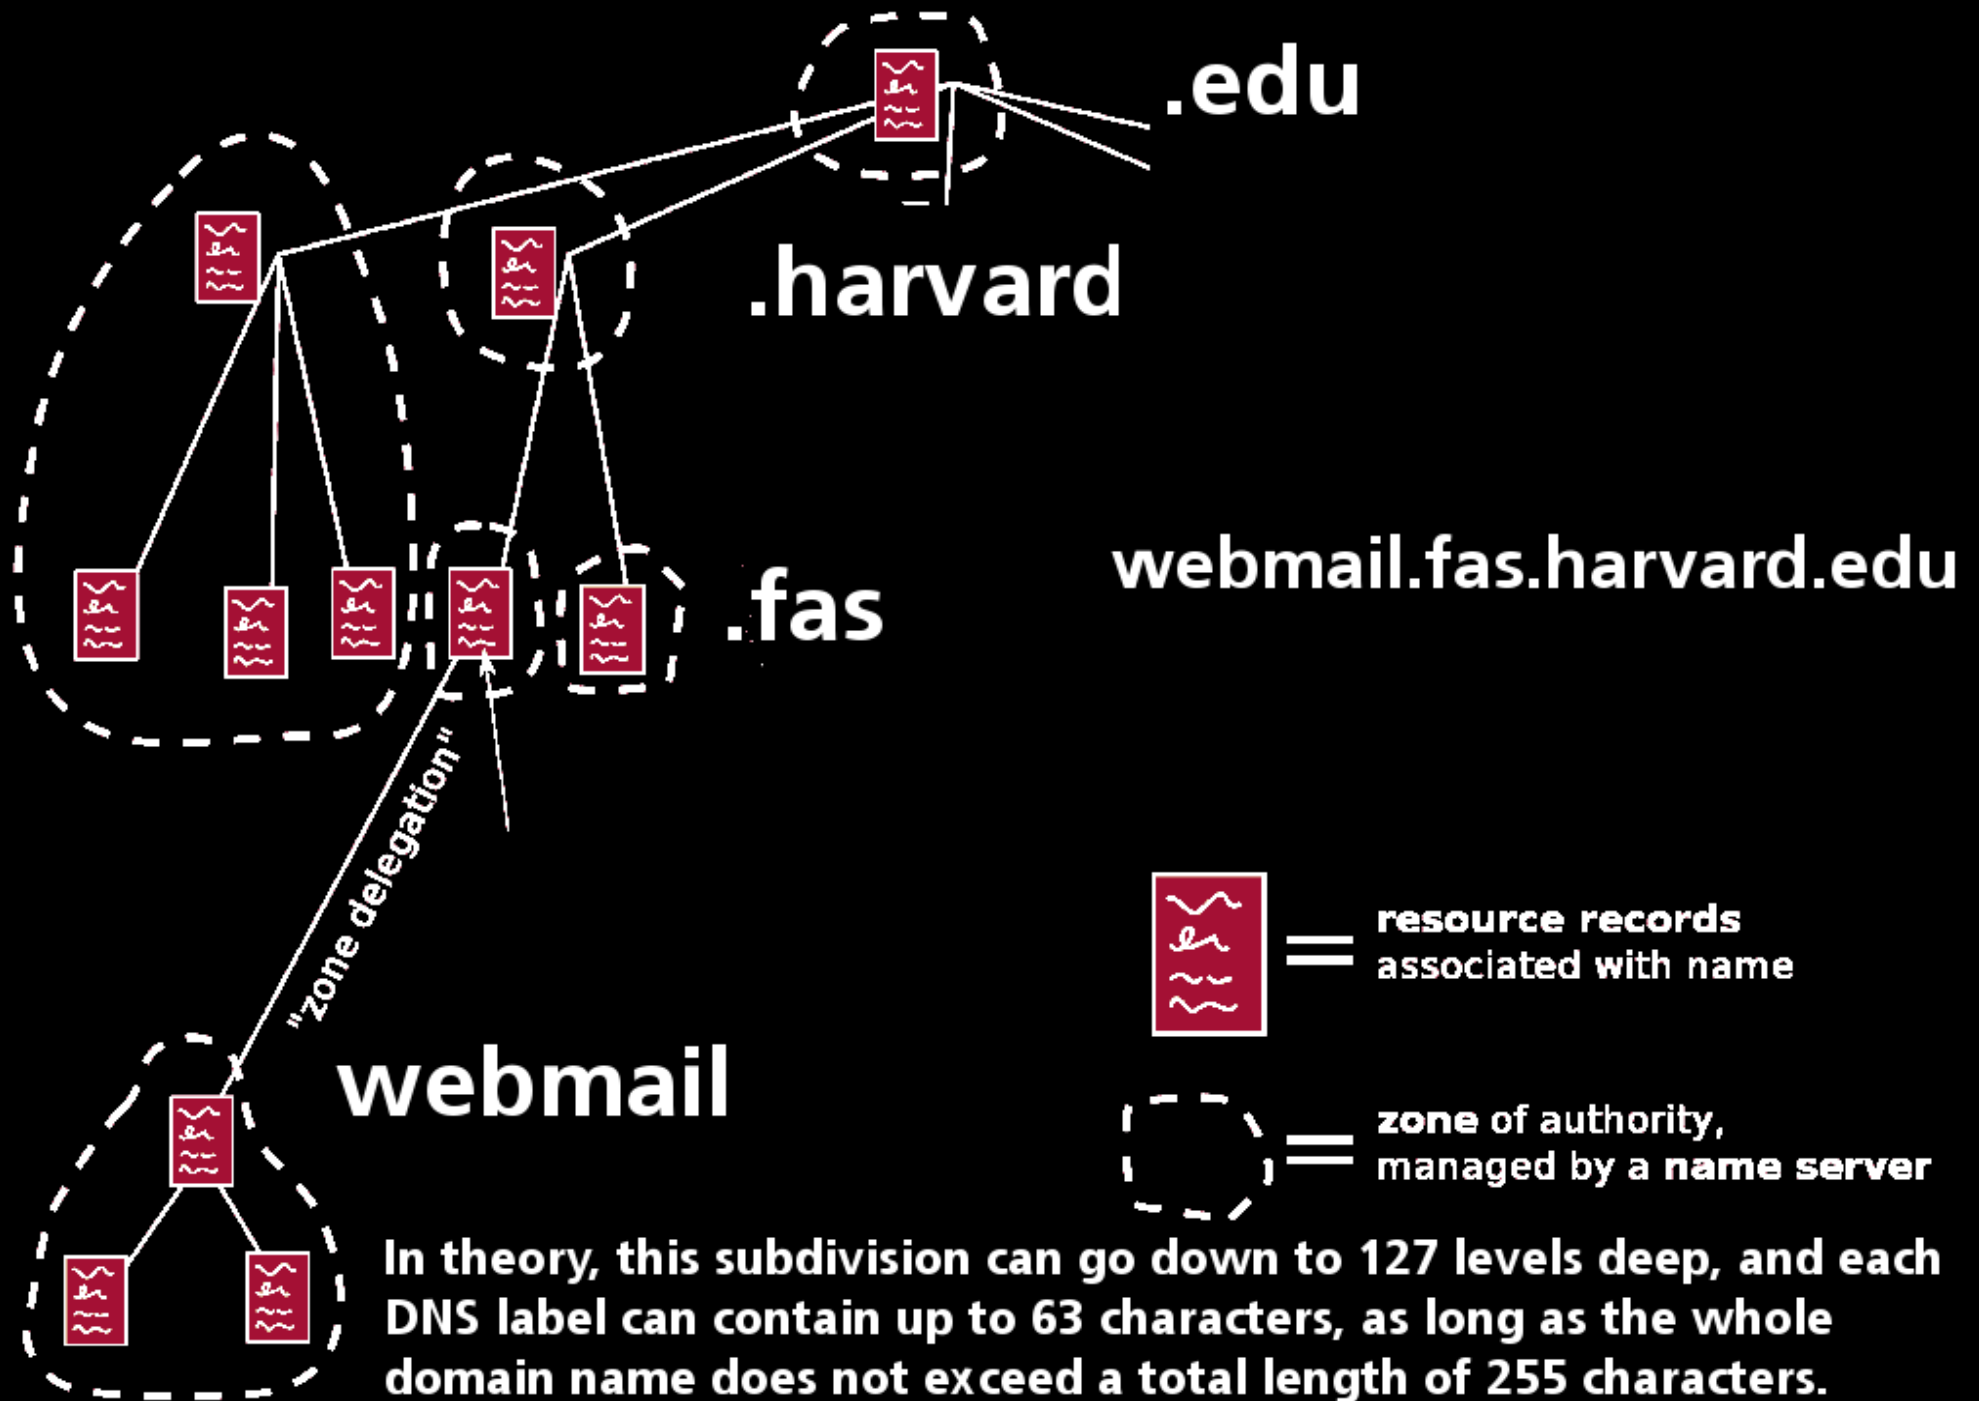 .edu
.harvard
.fas
webmail.fas.harvard.edu
"zone delegation"
resource records
associated with name
webmail
zone of authority,
managed by a name server
In theory, this subdivision can go down to 127 levels deep, and each
DNS label can contain up to 63 characters, as long as the whole
domain name does not exceed a total length of 255 characters.